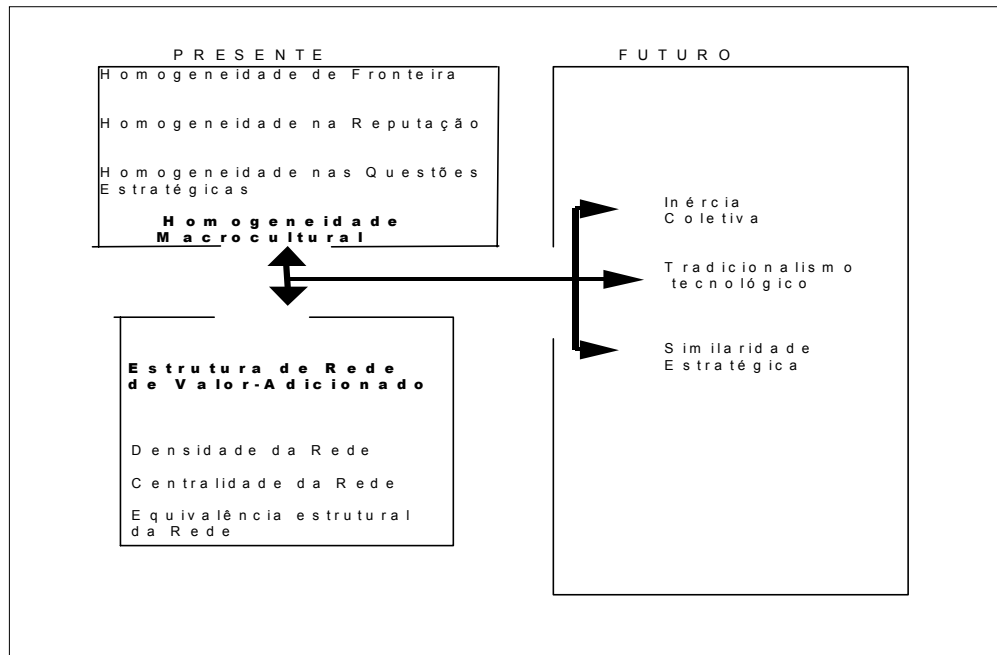 PRESENTE
Homogeneidade de Fronteira
Homogeneidade na Reputação
Homogeneidade nas Questões
Estratégicas
Homogeneidade
Macrocultural
Estrutura de Rede
de Valor-Adicionado
Densidade da Rede
Centralidade da Rede
Equivalência estrutural
da Rede
FUTURO
Inércia
Coletiva
Tradicionalismo
tecnológico
Similaridade
Estratégica